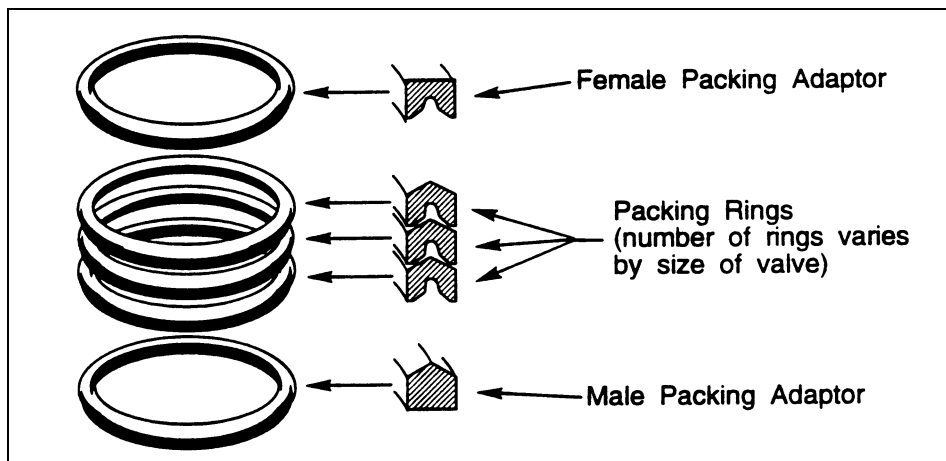 Female Packing Adaptor
Packing Rings
(number of rings varies
by size of valve)
Male Packing Adaptor